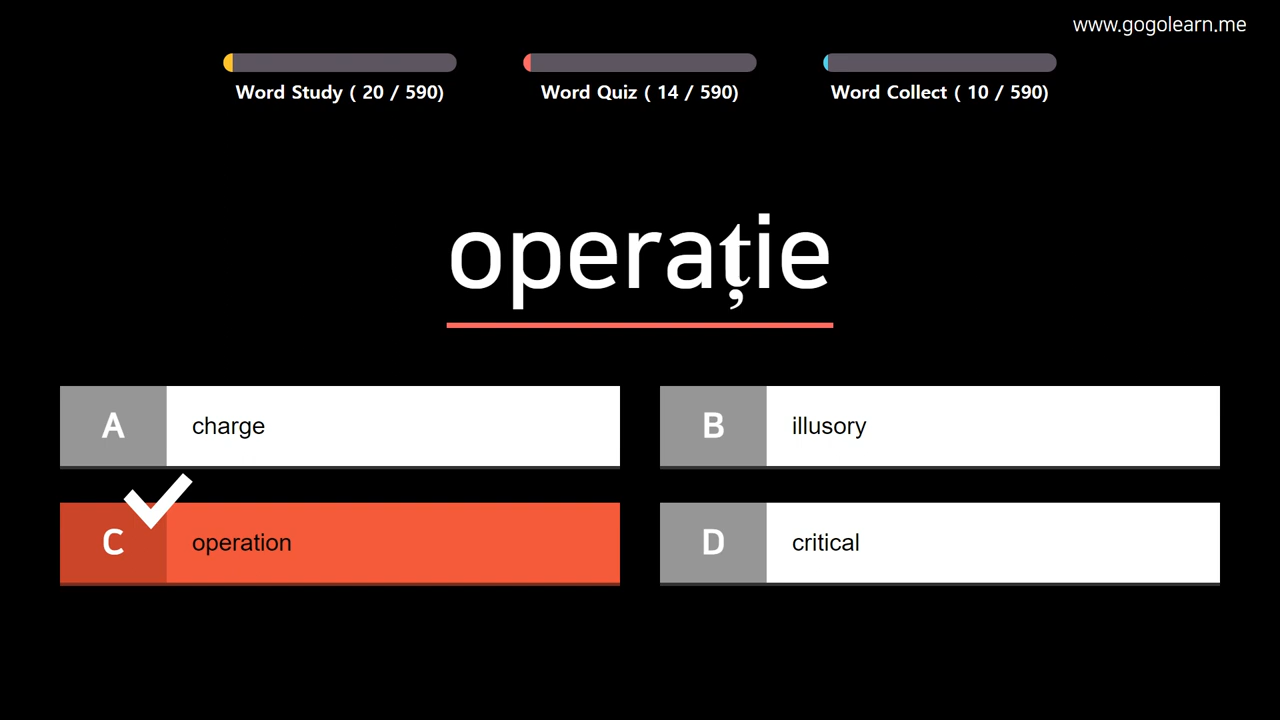 www.gogolearn.me
Word Study ( 20 / 590)
Word Quiz ( 14 / 590)
Word Collect ( 10 / 590)
operație
A charge
B illusory
C operation
D critical